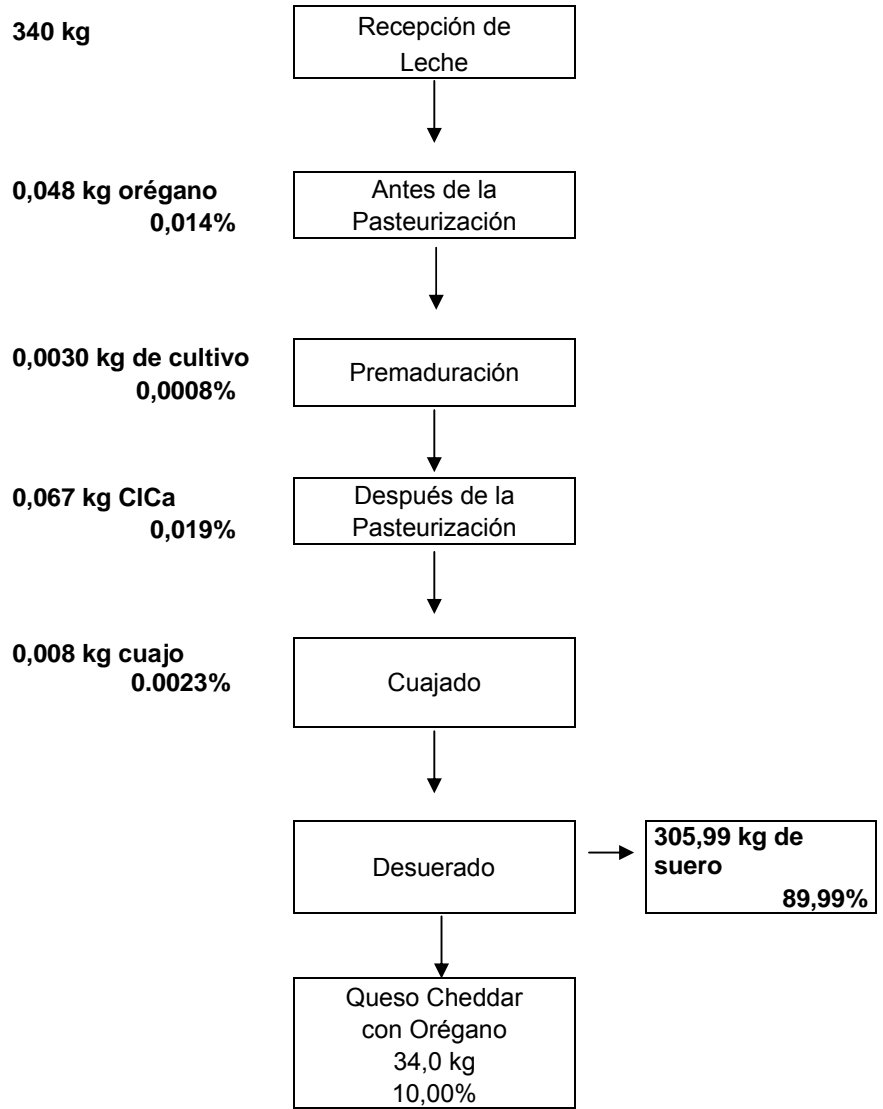 340 kg
Recepción de
Leche
0,048 kg orégano
0,014%
Antes de la
Pasteurización
0,0030 kg de cultivo
0,0008%
Premaduración
0,067 kg ClCa
0,019%
Después de la
Pasteurización
0,008 kg cuajo
0.0023%
Cuajado
Desuerado
305,99 kg de
suero
89,99%
Queso Cheddar
con Orégano
34,0 kg
10,00%